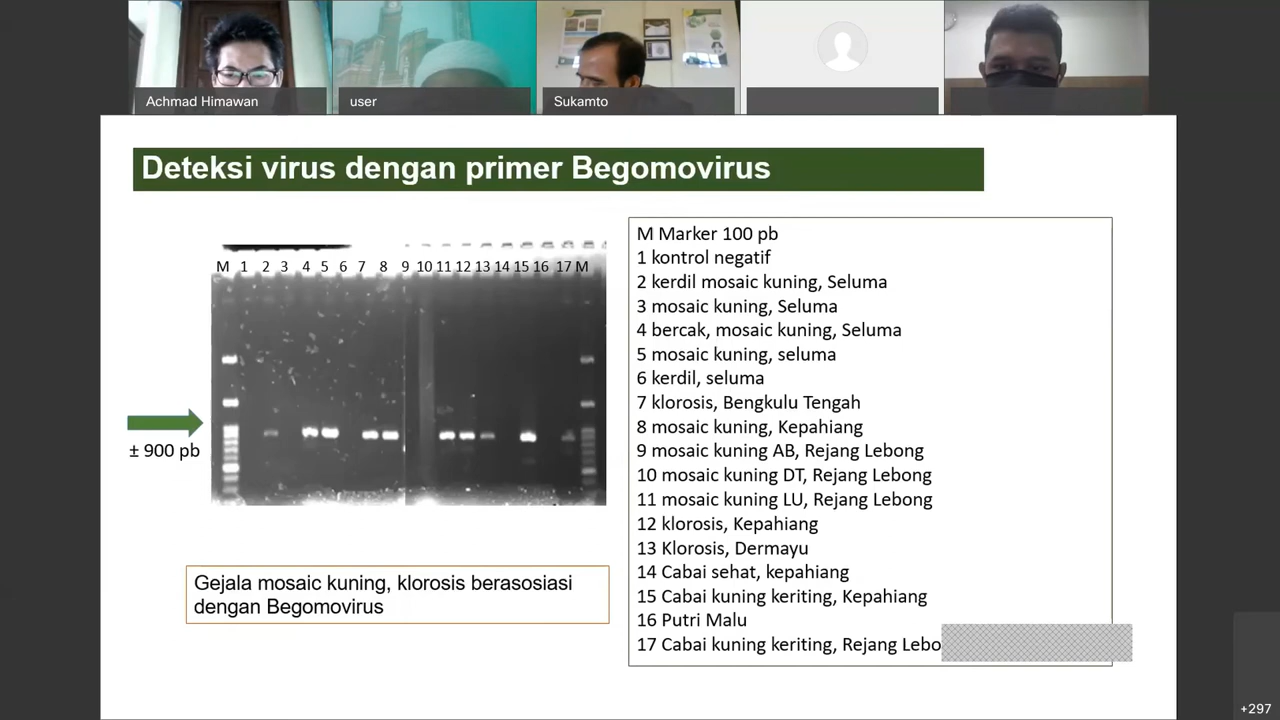 Achmad Himawan
user
Sukamto
Deteksi virus dengan primer Begomovirus
M 1 2 3 4 5 6 7 8 9 10 11 12 13 14 15 16 17 M
± 900 pb
Gejala mosaic kuning, klorosis berasosiasi
dengan Begomovirus
M Marker 100 pb
1 kontrol negatif
2 kerdil mosaic kuning, Seluma
3 mosaic kuning, Seluma
4 bercak, mosaic kuning, Seluma
5 mosaic kuning, seluma
6 kerdil, seluma
7 klorosis, Bengkulu Tengah
8 mosaic kuning, Kepahiang
9 mosaic kuning AB, Rejang Lebong
10 mosaic kuning DT, Rejang Lebong
11 mosaic kuning LU, Rejang Lebong
12 klorosis, Kepahiang
13 Klorosis, Dermayu
14 Cabai sehat, kepahiang
15 Cabai kuning keriting, Kepahiang
16 Putri Malu
17 Cabai kuning keriting, Rejang Lebo
+297